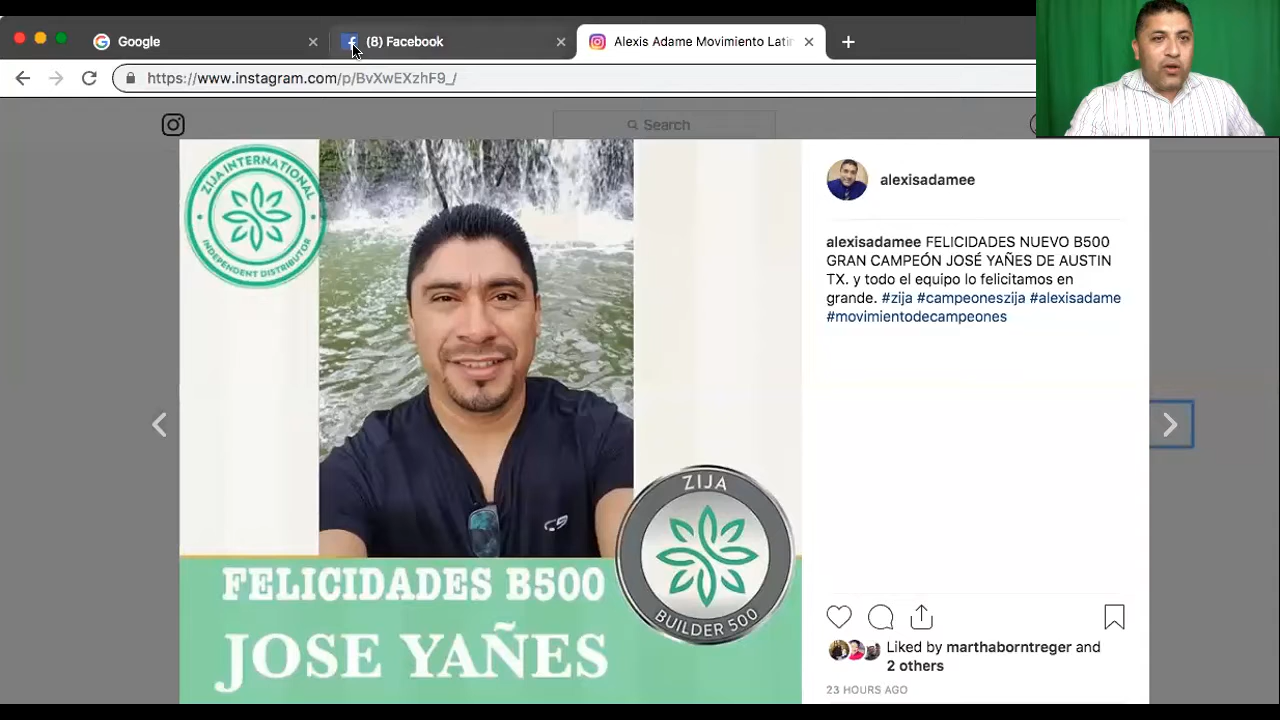 Google
(8) Facebook
Alexis Adame Movimiento Latin
https://www.instagram.com/p/BvXwEXzhF9_/
Search
ZIJA INTERNATIONAL
INDEPENDENT DISTRIBUTOR
ZIJA
BUILDER 500
FELICIDADES B500
JOSE YAÑES
alexisadamee
alexisadamee FELICIDADES NUEVO B500
GRAN CAMPEÓN JOSÉ YAÑES DE AUSTIN
TX. y todo el equipo lo felicitamos en
grande. #zija #campeoneszija #alexisadame
#movimientodecampeones
Liked by marthaborntreger and
2 others
23 HOURS AGO